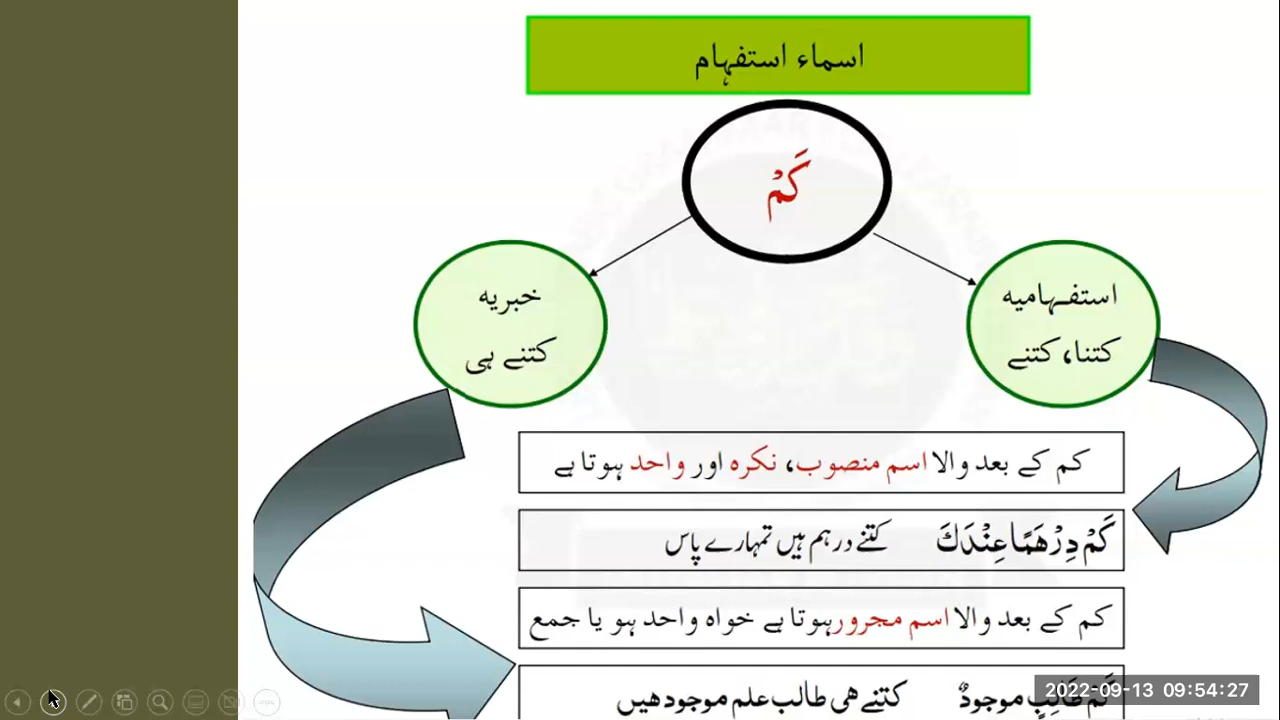 اسماء استفہام
كَمْ
استفہامیہ
کتنا، کتنے
خبریہ
کتنے ہی
کم کے بعد والا اسم منصوب، نکرہ اور واحد ہوتا ہے
كَمْ دِرْهَمًا عِنْدَكَ کتنے درہم ہیں تمہارے پاس
کم کے بعد والا اسم مجرور ہوتا ہے خواہ واحد ہو یا جمع
كَمْ طَالِبٍ موجودٌ کتنے ھی طالب علم موجود ھیں
2022-09-13 09:54:27